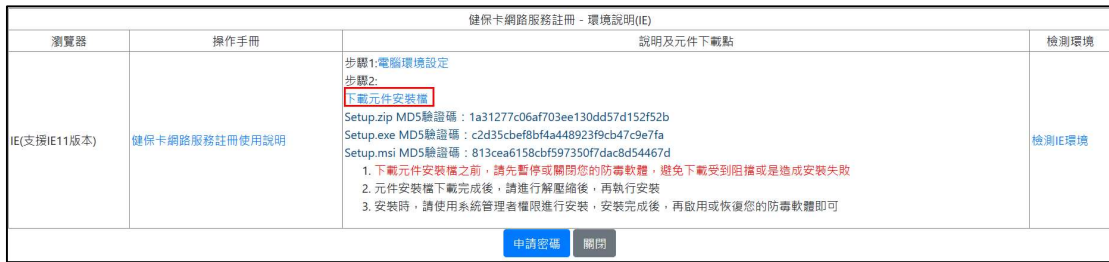 健保卡網路服務註冊 - 環境說明(IE)
瀏覽器 操作手冊 說明及元件下載點 檢測環境
步驟1:電腦環境設定
步驟2:
下載元件安裝檔
Setup.zip MD5驗證碼：1a31277c06af703ee130dd57d152f52b
Setup.exe MD5驗證碼：c2d35cbef8bf4a448923f9cb47c9e7fa
Setup.msi MD5驗證碼：813cea6158cbf597350f7dac8d54467d
IE(支援IE11版本) 健保卡網路服務註冊使用說明 檢測IE環境
1. 下載元件安裝檔之前，請先暫停或關閉您的防毒軟體，避免下載受到阻擋或是造成安裝失敗
2. 元件安裝檔下載完成後，請進行解壓縮後，再執行安裝
3. 安裝時，請使用系統管理者權限進行安裝，安裝完成後，再啟用或恢復您的防毒軟體即可
申請密碼 關閉